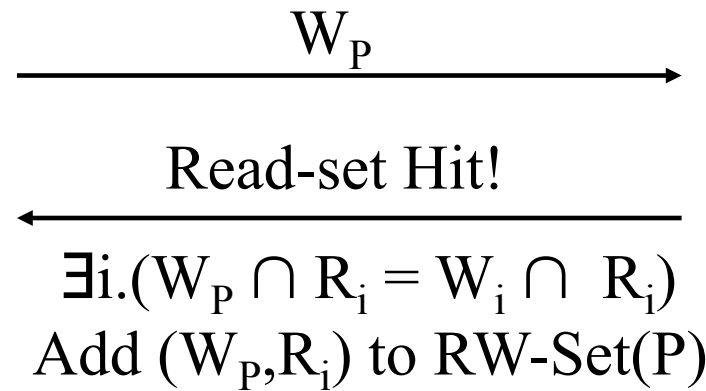 W_P
Read-set Hit!
∃i.(W_P ∩ R_i = W_i ∩ R_i)
Add (W_P,R_i) to RW-Set(P)